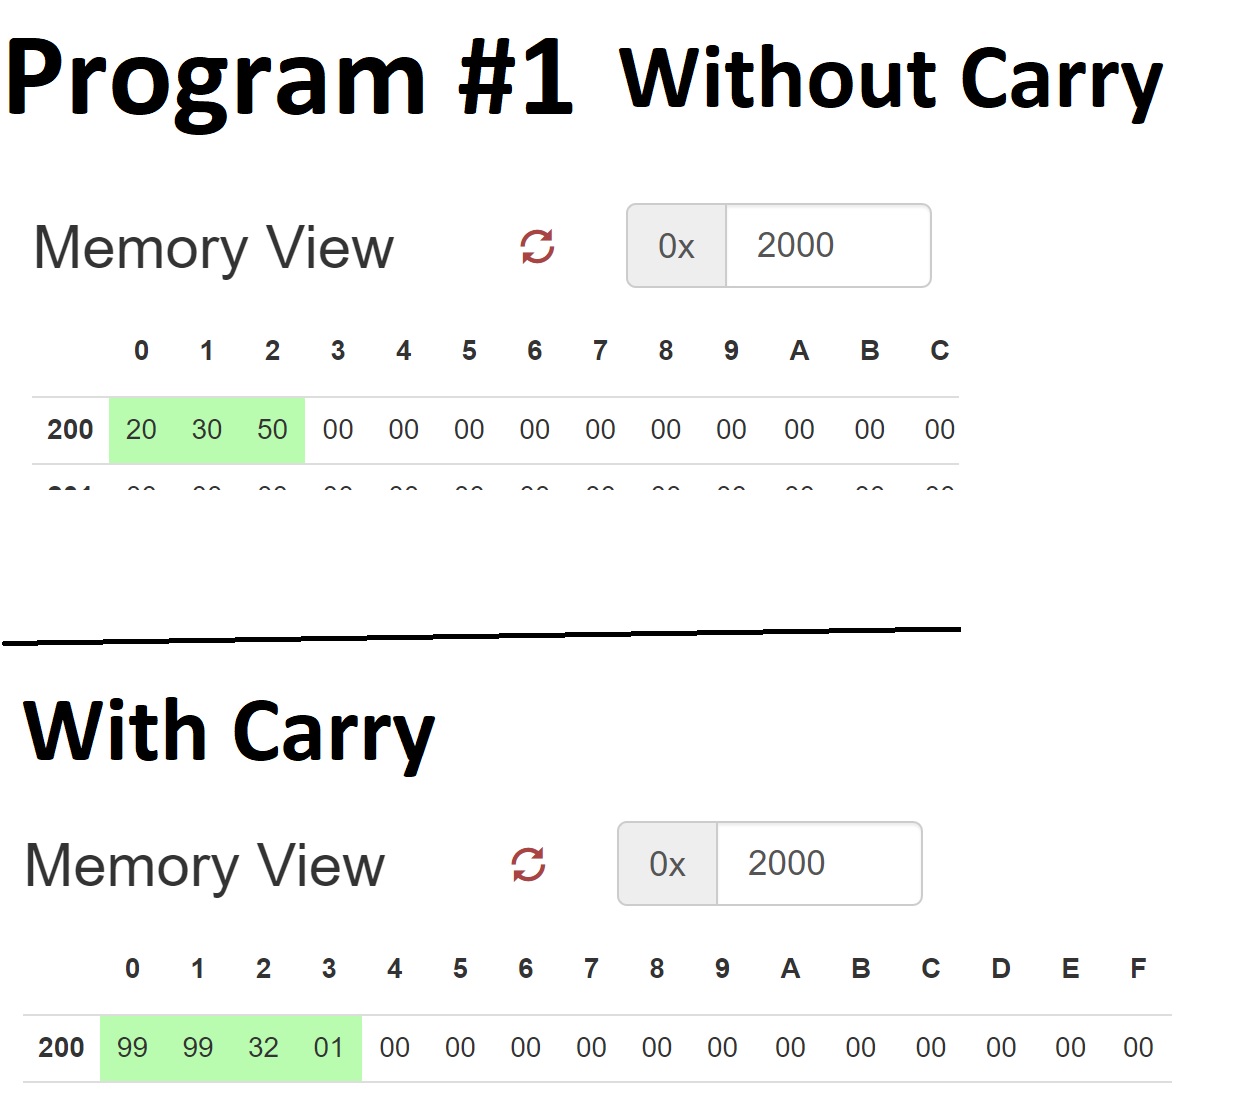 Program #1 Without Carry
Memory View 0x 2000
0 1 2 3 4 5 6 7 8 9 A B C
200 20 30 50 00 00 00 00 00 00 00 00 00 00
With Carry
Memory View 0x 2000
0 1 2 3 4 5 6 7 8 9 A B C D E F
200 99 99 32 01 00 00 00 00 00 00 00 00 00 00 00 00